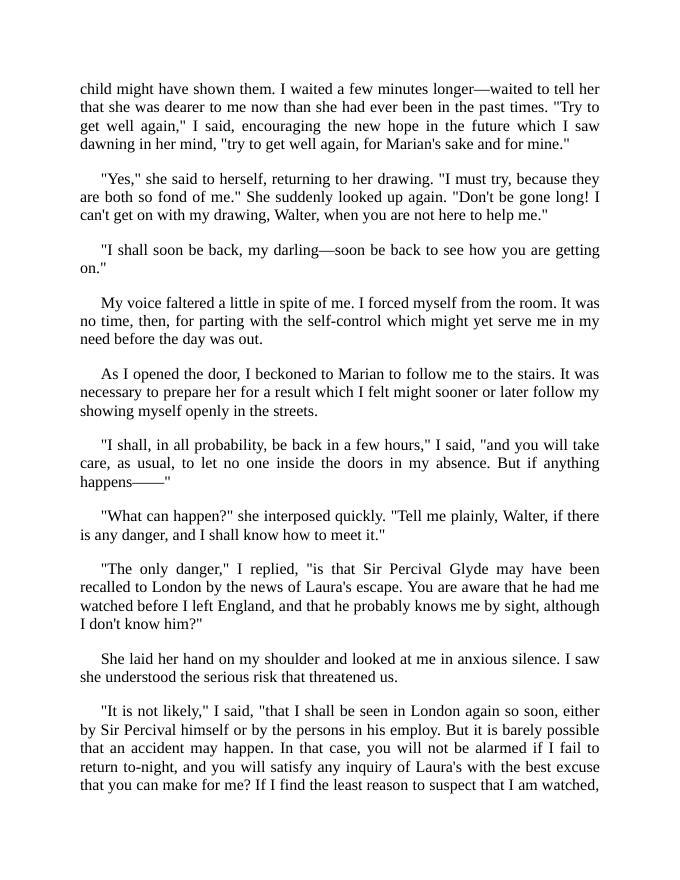 child might have shown them. I waited a few minutes longer—waited to tell her
that she was dearer to me now than she had ever been in the past times. "Try to
get well again," I said, encouraging the new hope in the future which I saw
dawning in her mind, "try to get well again, for Marian's sake and for mine."
"Yes," she said to herself, returning to her drawing. "I must try, because they
are both so fond of me." She suddenly looked up again. "Don't be gone long! I
can't get on with my drawing, Walter, when you are not here to help me."
"I shall soon be back, my darling—soon be back to see how you are getting
on."
My voice faltered a little in spite of me. I forced myself from the room. It was
no time, then, for parting with the self-control which might yet serve me in my
need before the day was out.
As I opened the door, I beckoned to Marian to follow me to the stairs. It was
necessary to prepare her for a result which I felt might sooner or later follow my
showing myself openly in the streets.
"I shall, in all probability, be back in a few hours," I said, "and you will take
care, as usual, to let no one inside the doors in my absence. But if anything
happens——"
"What can happen?" she interposed quickly. "Tell me plainly, Walter, if there
is any danger, and I shall know how to meet it."
"The only danger," I replied, "is that Sir Percival Glyde may have been
recalled to London by the news of Laura's escape. You are aware that he had me
watched before I left England, and that he probably knows me by sight, although
I don't know him?"
She laid her hand on my shoulder and looked at me in anxious silence. I saw
she understood the serious risk that threatened us.
"It is not likely," I said, "that I shall be seen in London again so soon, either
by Sir Percival himself or by the persons in his employ. But it is barely possible
that an accident may happen. In that case, you will not be alarmed if I fail to
return to-night, and you will satisfy any inquiry of Laura's with the best excuse
that you can make for me? If I find the least reason to suspect that I am watched,